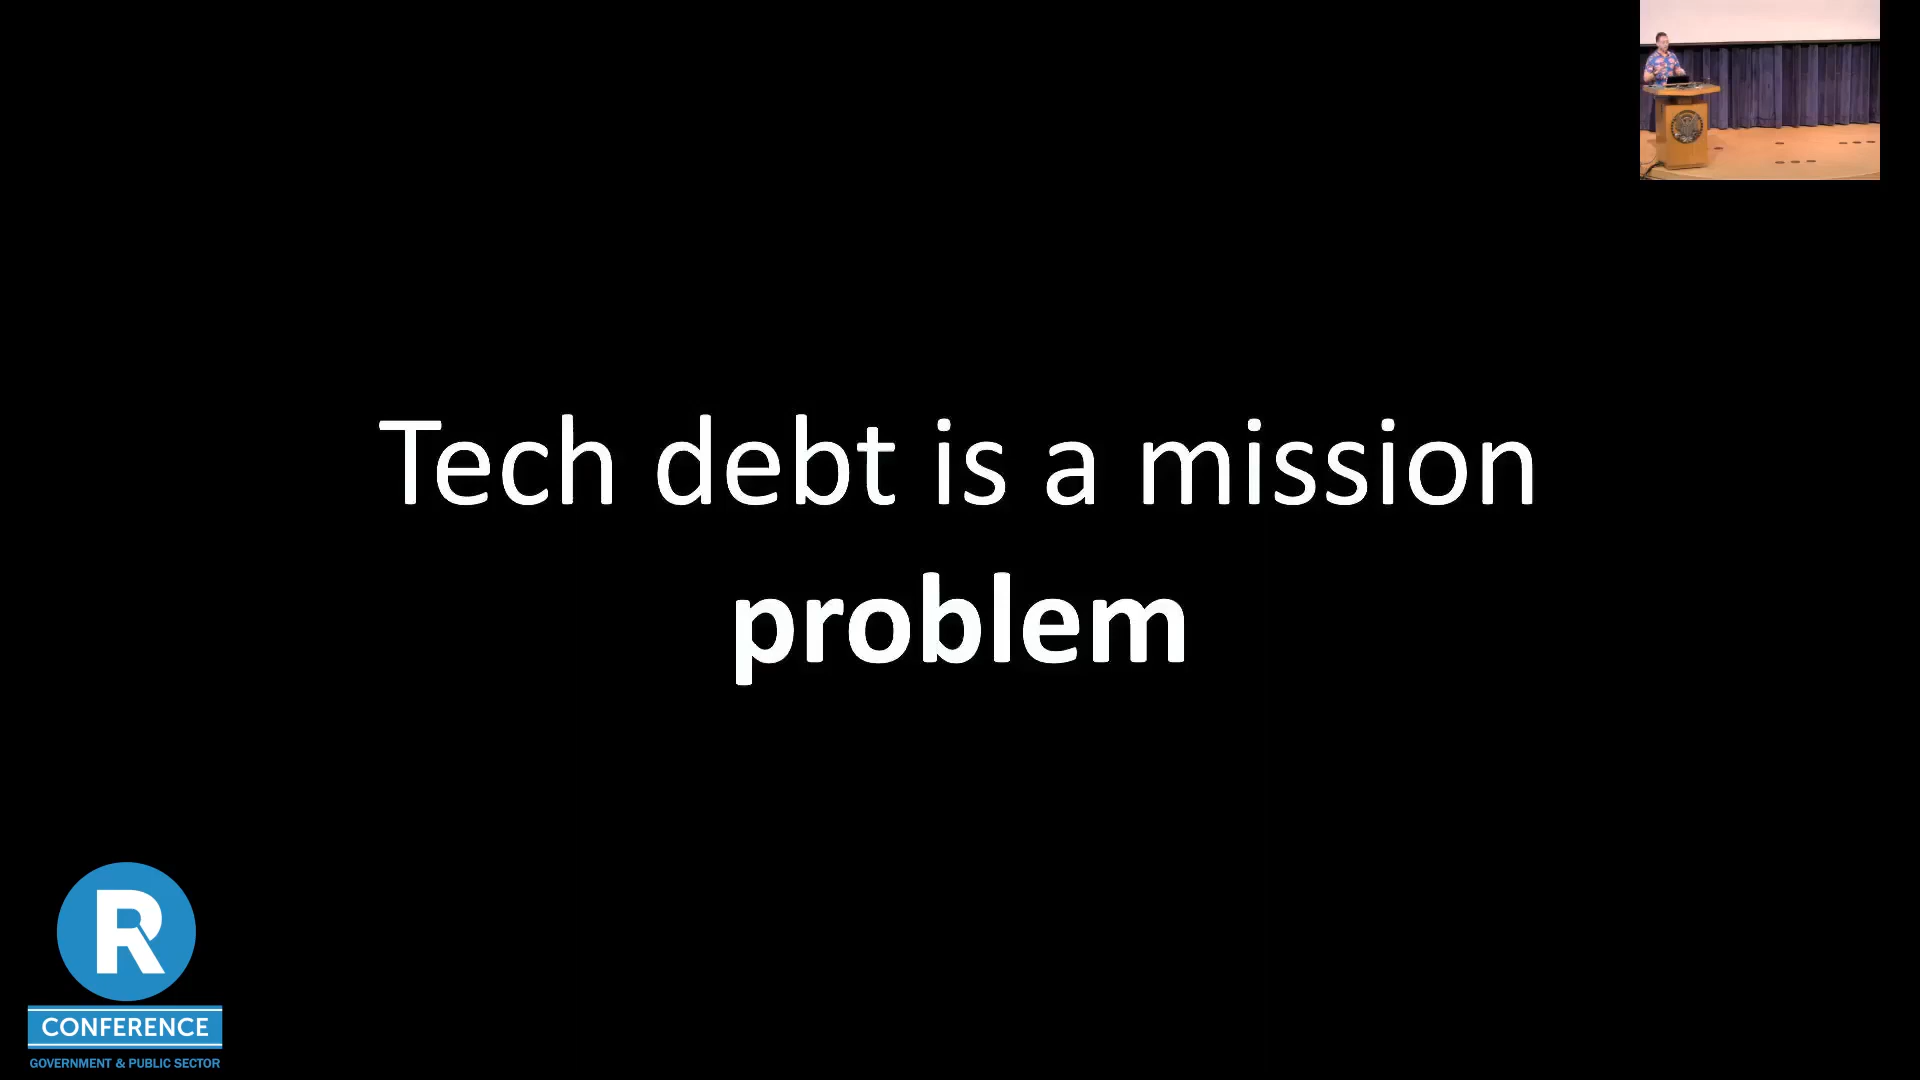 Tech debt is a mission
problem
R
CONFERENCE
GOVERNMENT & PUBLIC SECTOR